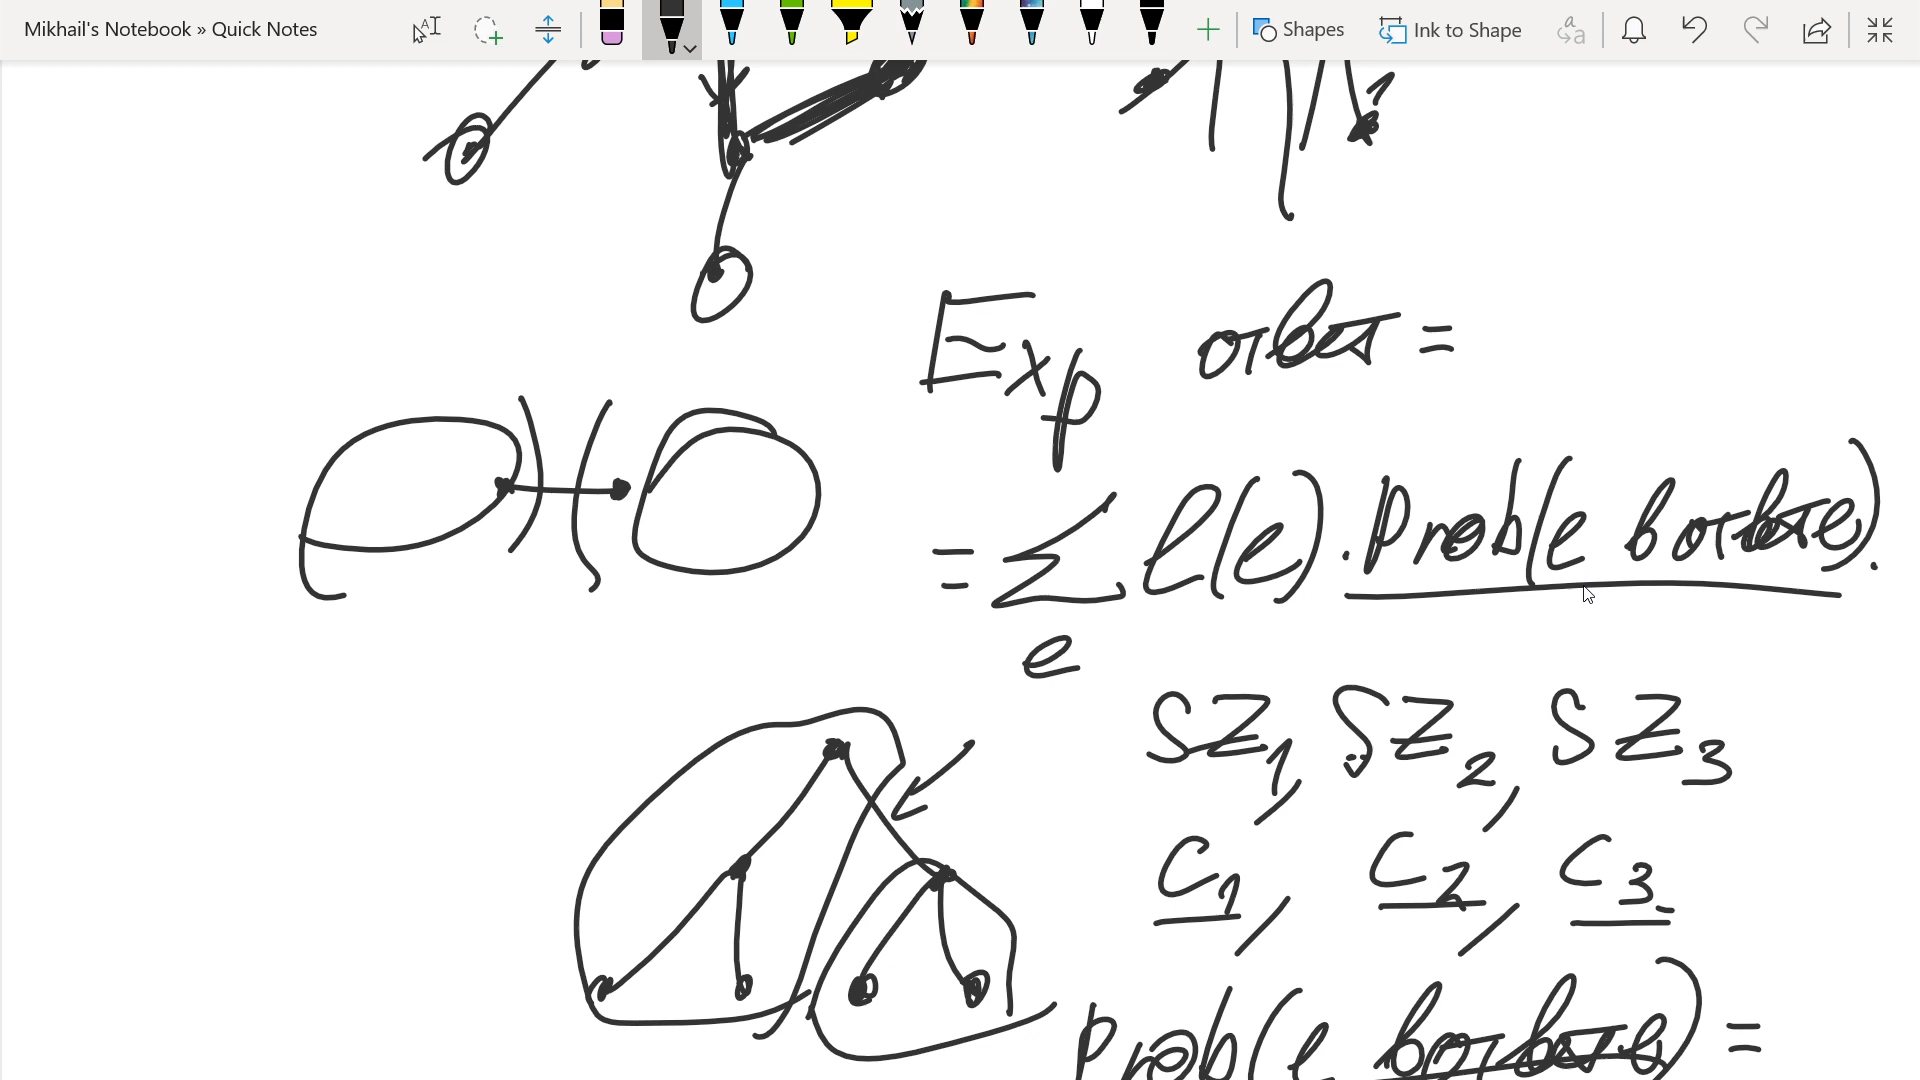 Mikhail's Notebook » Quick Notes
Shapes
Ink to Shape
1
Exp ответ =
= Σ l(e) . Prob(e в ответе).
e
SZ1, SZ2, SZ3
C1, C2, C3
Prob(e в ответе) =